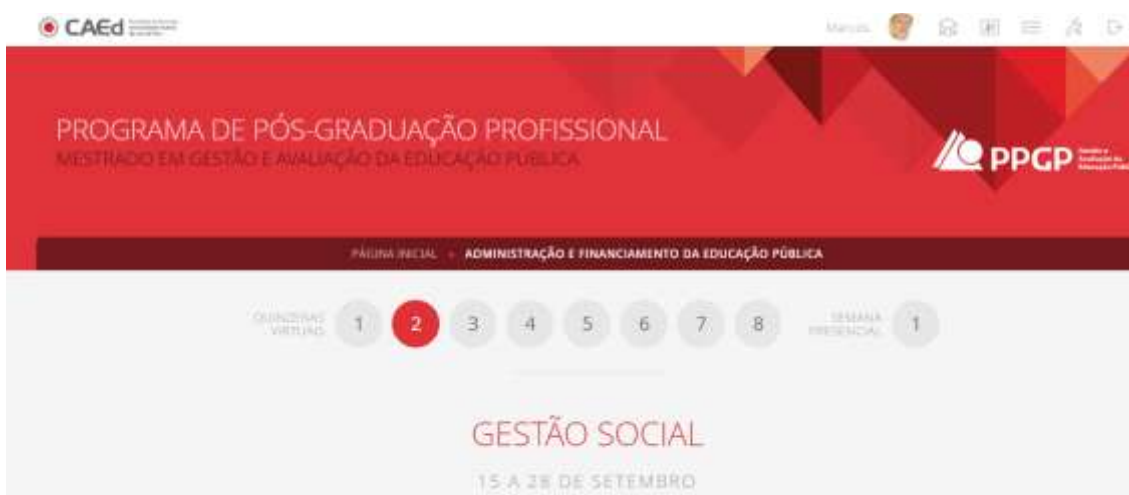 CAEd
Marcos
PROGRAMA DE PÓS-GRADUAÇÃO PROFISSIONAL
MESTRADO EM GESTÃO E AVALIAÇÃO DA EDUCAÇÃO PÚBLICA
PPGP
PÁGINA INICIAL ADMINISTRAÇÃO E FINANCIAMENTO DA EDUCAÇÃO PÚBLICA
QUINZENAS
VIRTUAIS
1 2 3 4 5 6 7 8
SEMANA
PRESENCIAL
1
GESTÃO SOCIAL
15 A 28 DE SETEMBRO